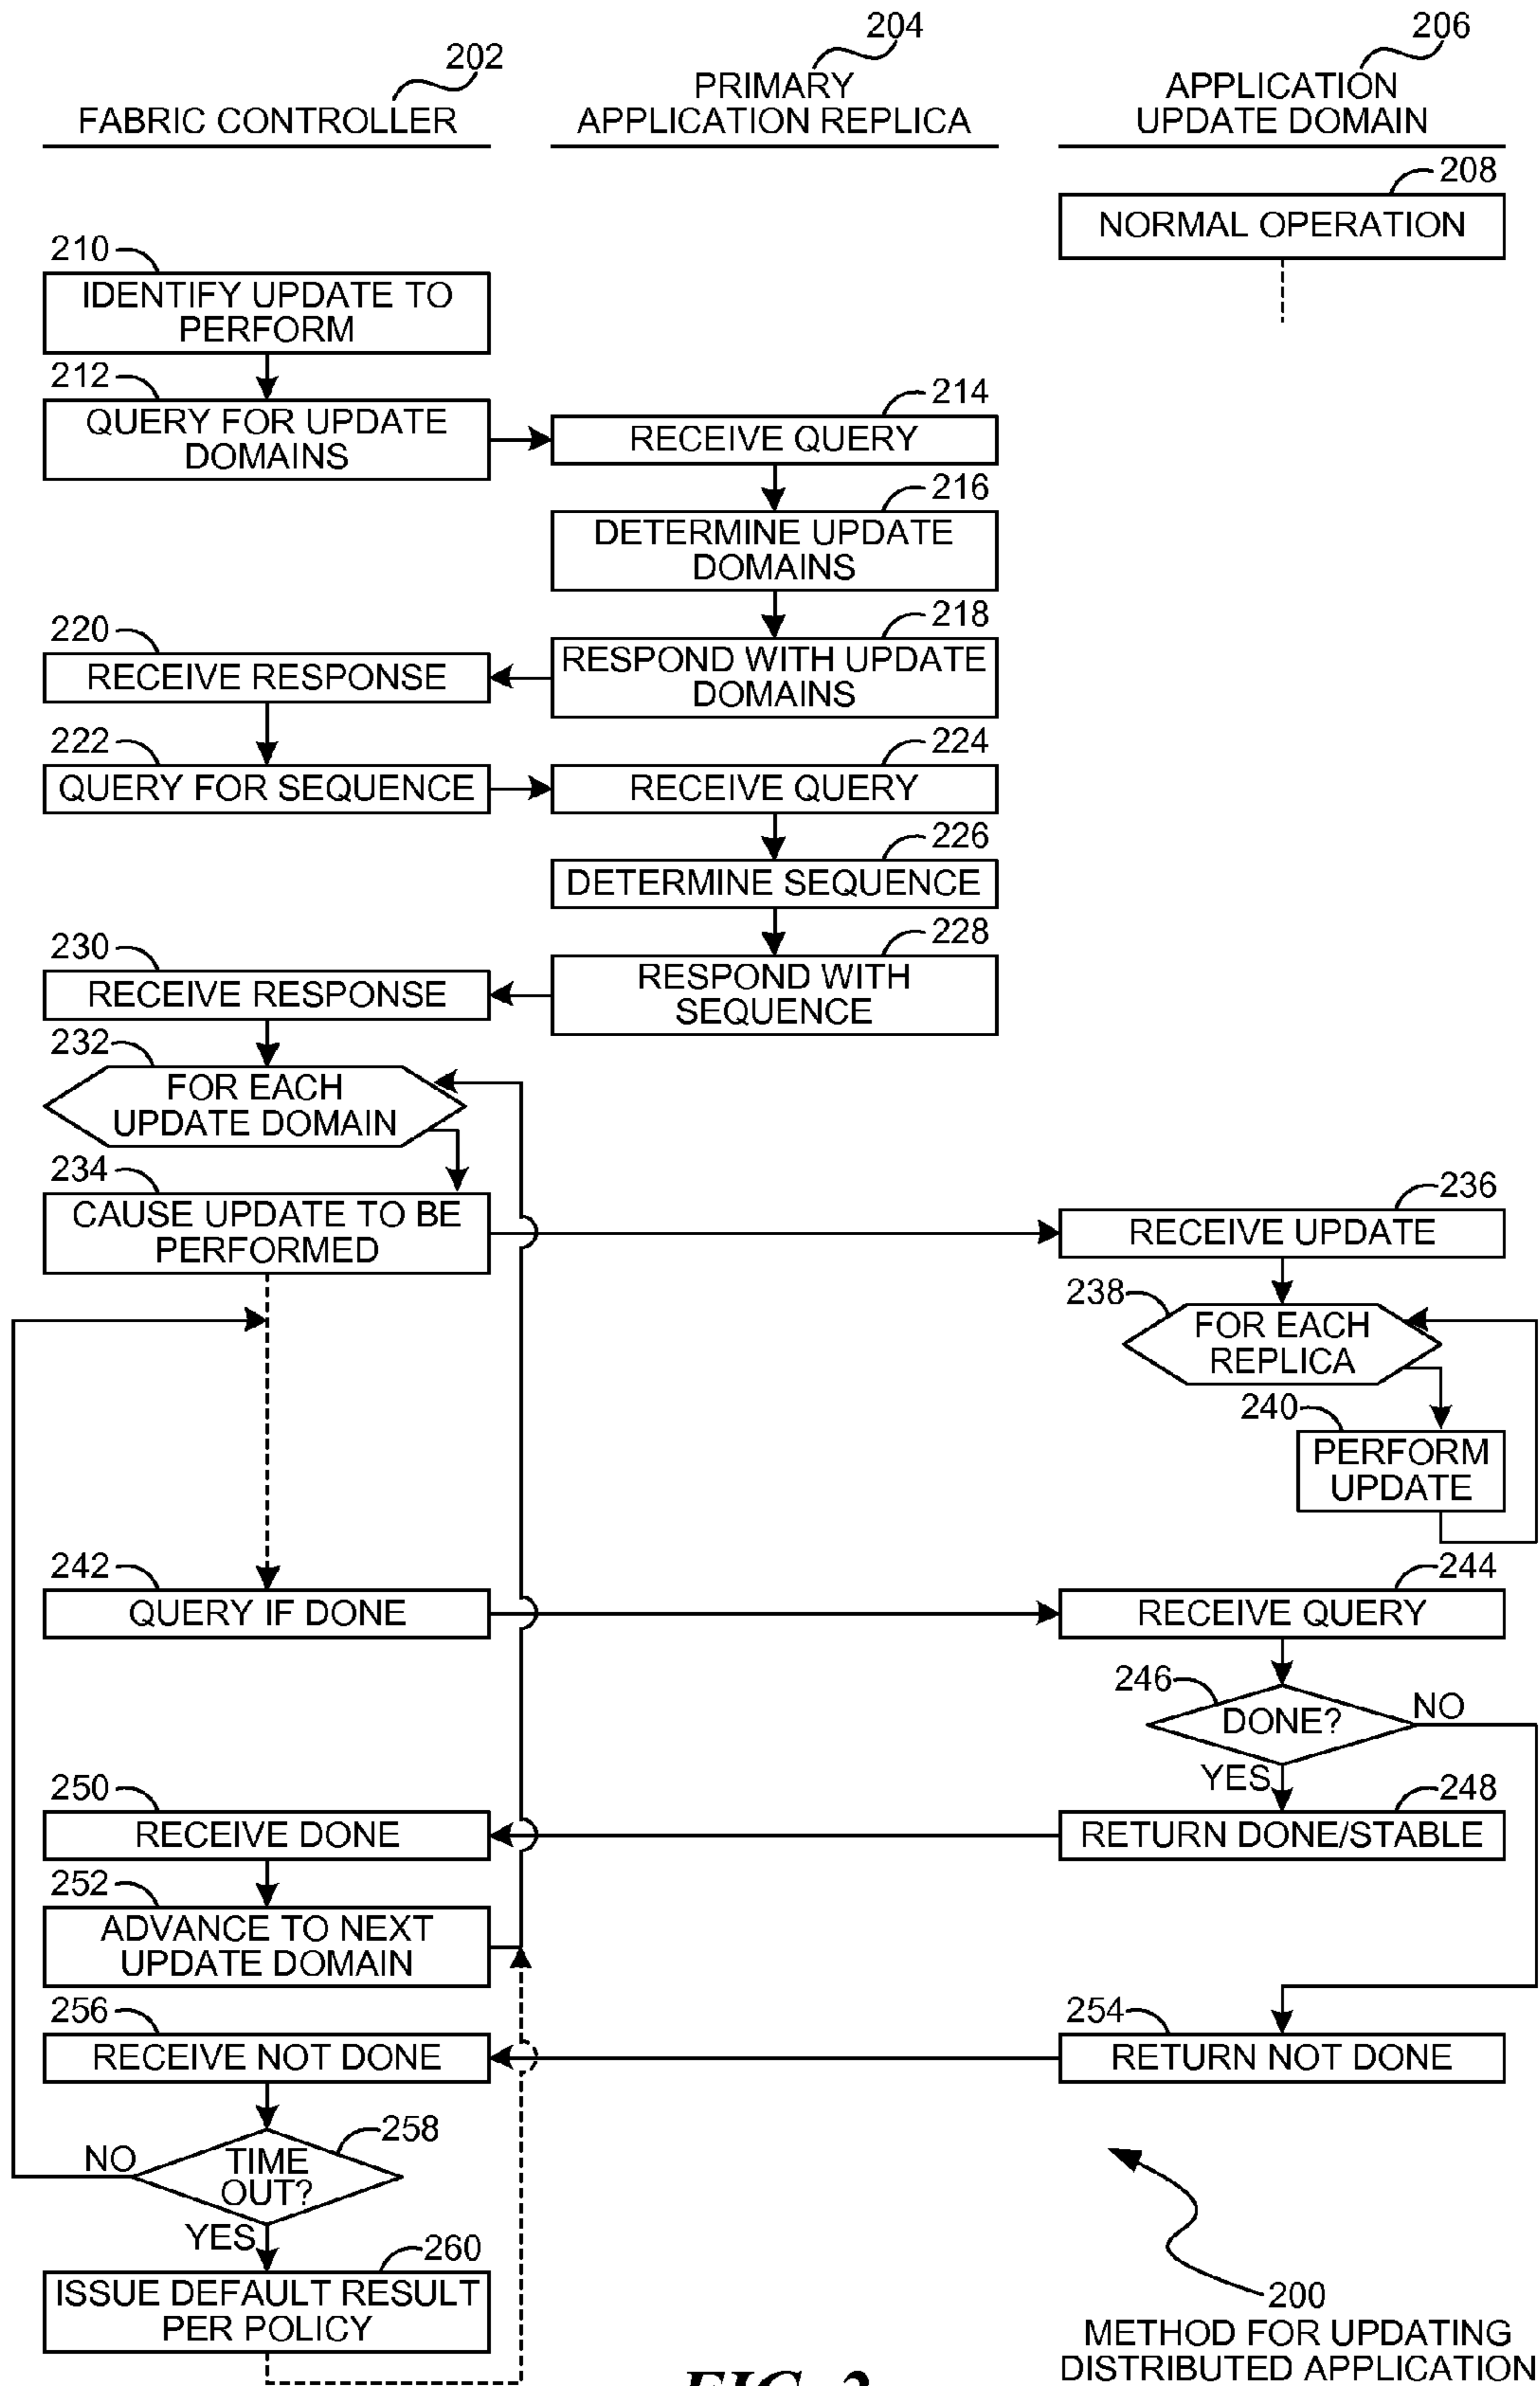 202
FABRIC CONTROLLER
204
PRIMARY
APPLICATION REPLICA
206
APPLICATION
UPDATE DOMAIN
208
NORMAL OPERATION
210
IDENTIFY UPDATE TO
PERFORM
212
QUERY FOR UPDATE
DOMAINS
214
RECEIVE QUERY
216
DETERMINE UPDATE
DOMAINS
218
RESPOND WITH UPDATE
DOMAINS
220
RECEIVE RESPONSE
222
QUERY FOR SEQUENCE
224
RECEIVE QUERY
226
DETERMINE SEQUENCE
228
RESPOND WITH
SEQUENCE
230
RECEIVE RESPONSE
232
FOR EACH
UPDATE DOMAIN
234
CAUSE UPDATE TO BE
PERFORMED
236
RECEIVE UPDATE
238
FOR EACH
REPLICA
240
PERFORM
UPDATE
242
QUERY IF DONE
244
RECEIVE QUERY
246
DONE?
NO
YES
248
RETURN DONE/STABLE
250
RECEIVE DONE
252
ADVANCE TO NEXT
UPDATE DOMAIN
254
RETURN NOT DONE
256
RECEIVE NOT DONE
258
TIME
OUT?
NO
YES
260
ISSUE DEFAULT RESULT
PER POLICY
200
METHOD FOR UPDATING
DISTRIBUTED APPLICATION
FIG. 2